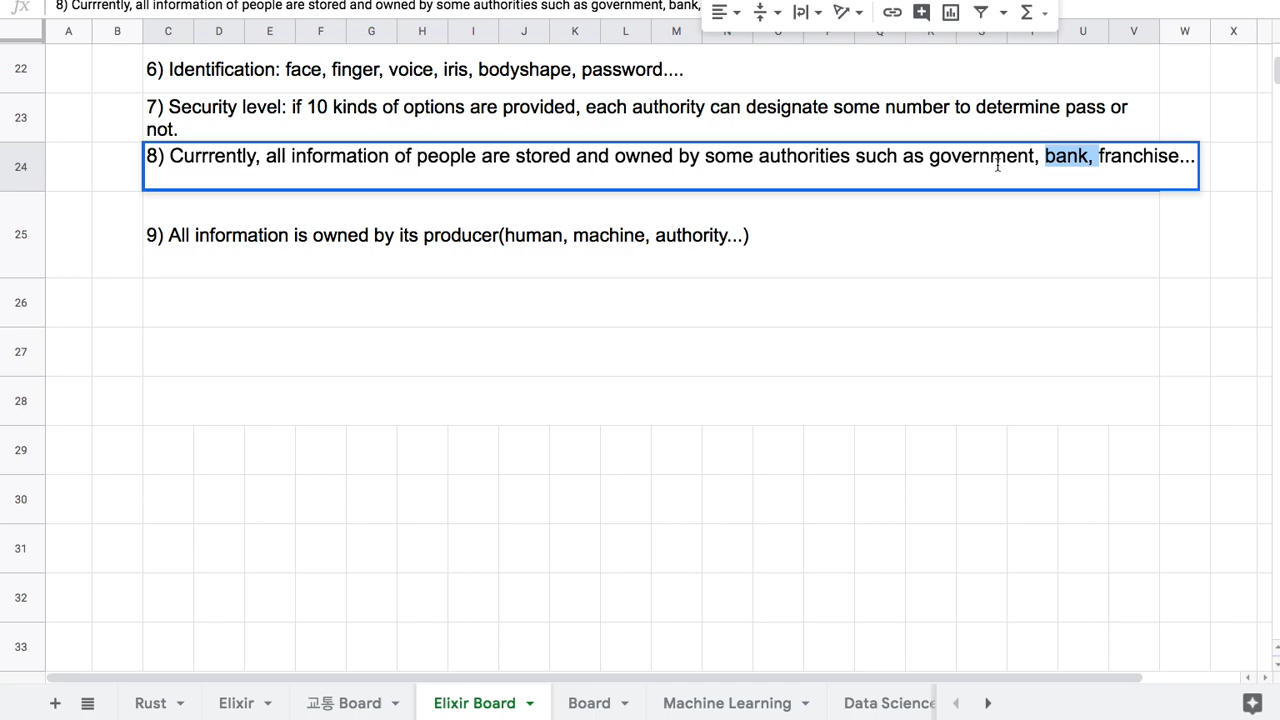 fx 8) Currrently, all information of people are stored and owned by some authorities such as government, bank,
A B C D E F G H I J K L M N O P Q R S T U V W X
22 6) Identification: face, finger, voice, iris, bodyshape, password....
23 7) Security level: if 10 kinds of options are provided, each authority can designate some number to determine pass or
not.
24 8) Currrently, all information of people are stored and owned by some authorities such as government, bank, franchise...
25 9) All information is owned by its producer(human, machine, authority...)
26
27
28
29
30
31
32
33
Rust Elixir 교통 Board Elixir Board Board Machine Learning Data Science